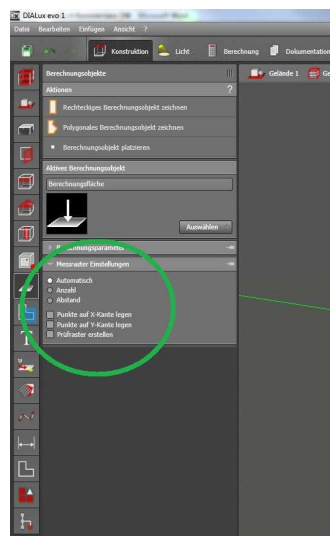 DIALux evo 1
Datei Bearbeiten Einfügen Ansicht ?
Konstruktion Licht Berechnung Dokumentation
Berechnungsobjekte
Gelände 1 Ge
Aktionen ?
Rechteckiges Berechnungsobjekt zeichnen
Polygonales Berechnungsobjekt zeichnen
Berechnungsobjekt platzieren
Aktives Berechnungsobjekt
Berechnungsfläche
Auswählen
Berechnungsparameter
Messraster Einstellungen
Automatisch
Anzahl
Abstand
Punkte auf X-Kante legen
Punkte auf Y-Kante legen
Prüfraster erstellen
T